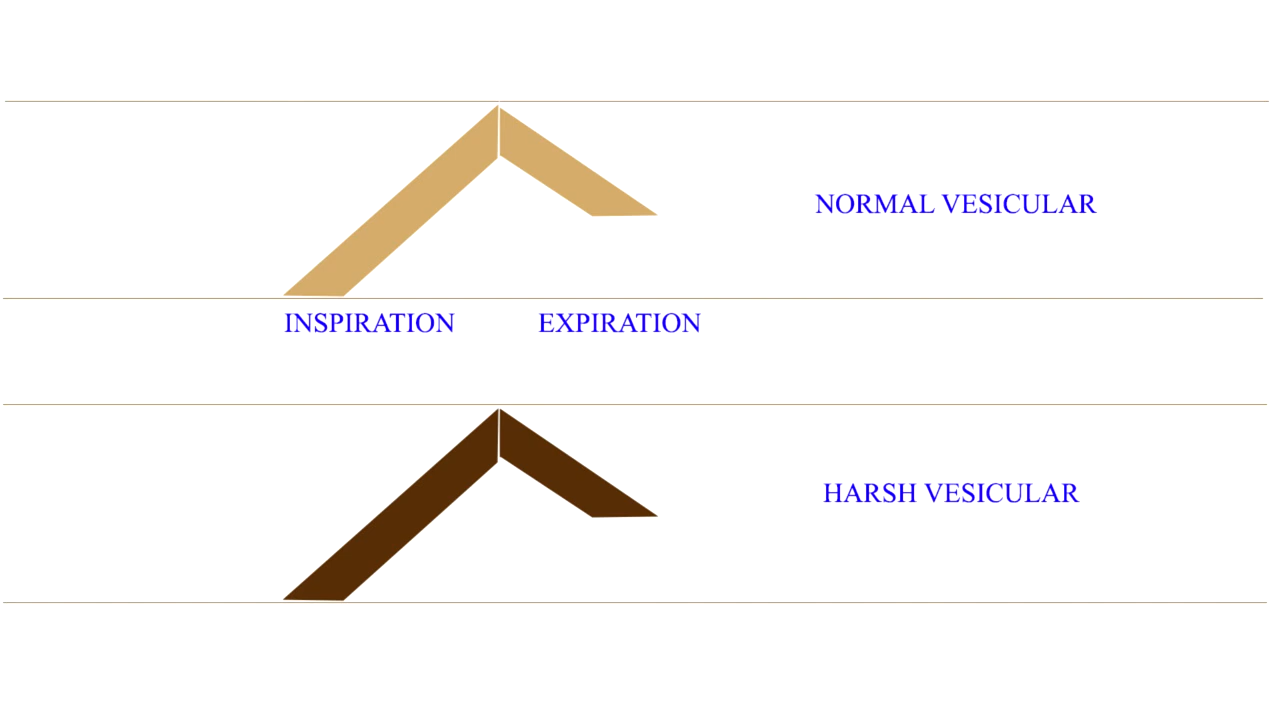 NORMAL VESICULAR
INSPIRATION
EXPIRATION
HARSH VESICULAR